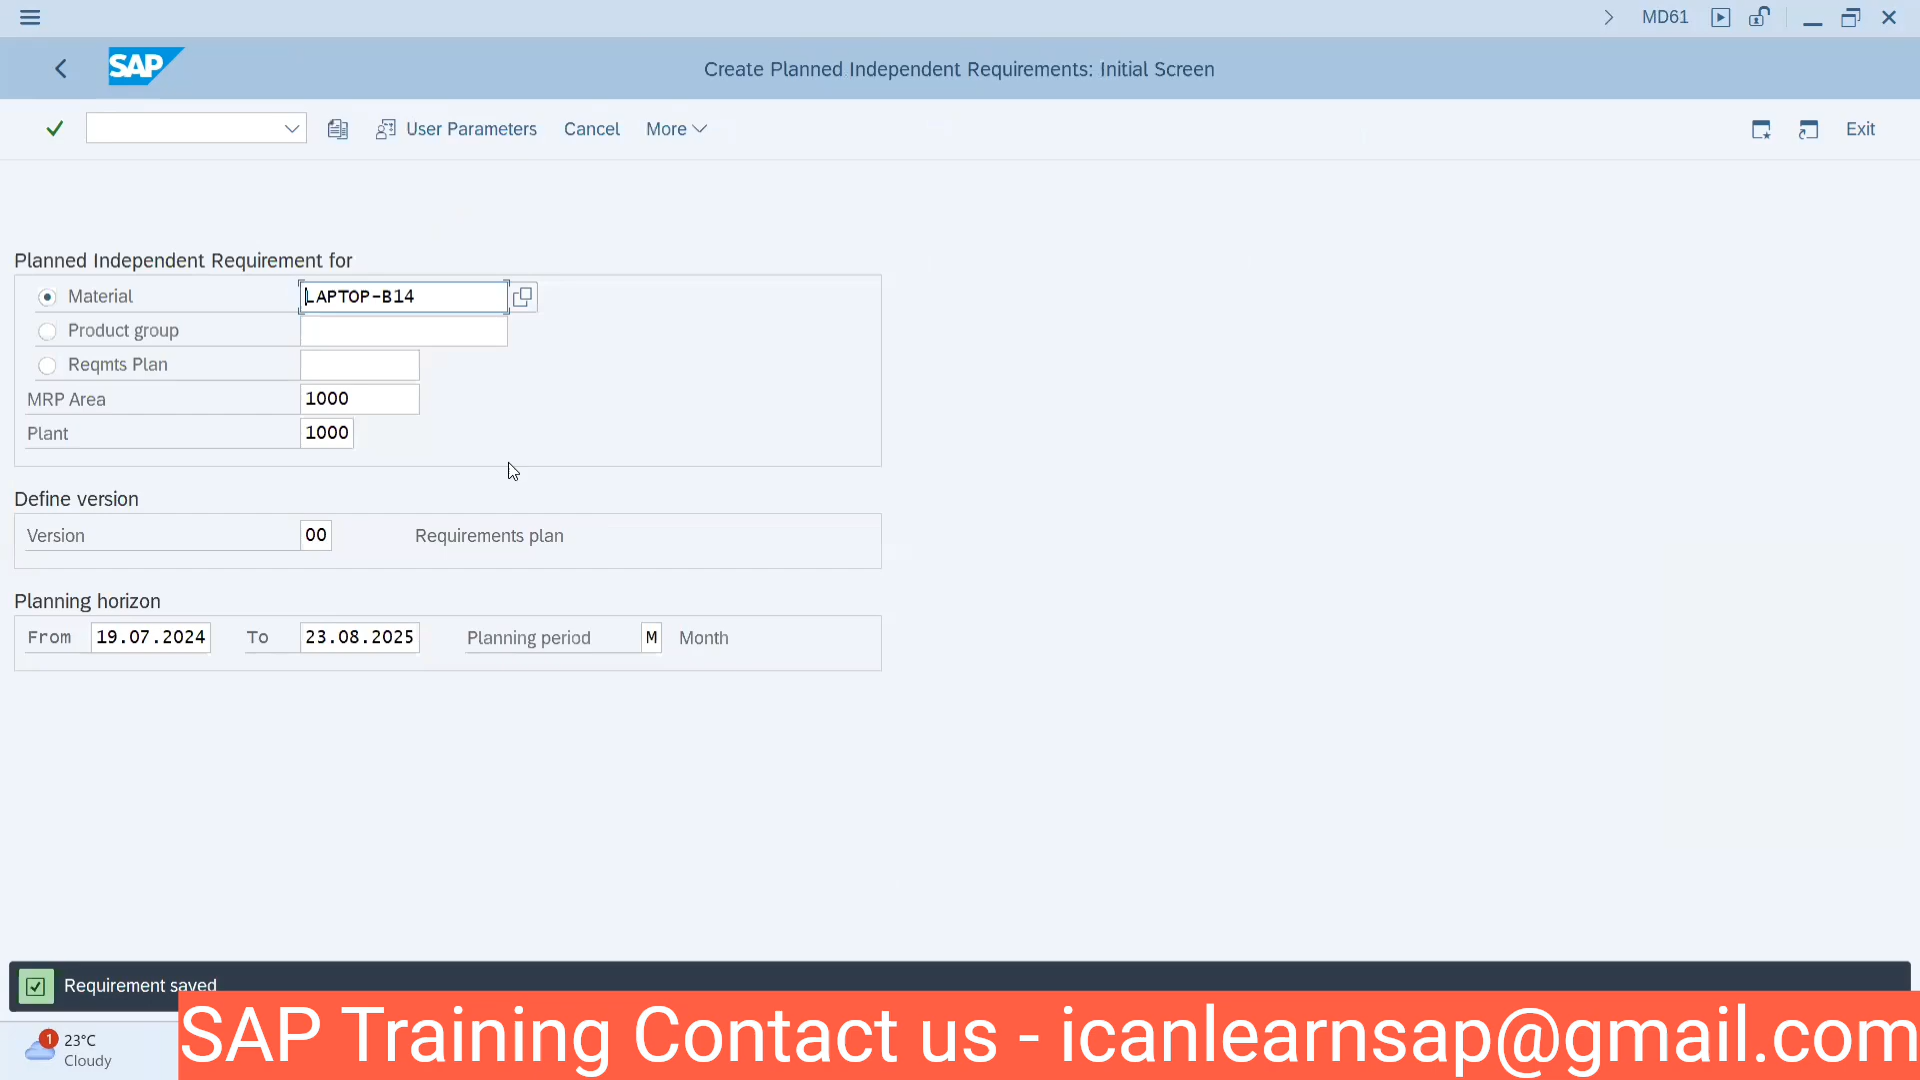 MD61
SAP
Create Planned Independent Requirements: Initial Screen
User Parameters
Cancel
More
Exit
Planned Independent Requirement for
Material LAPTOP-B14
Product group
Reqmts Plan
MRP Area 1000
Plant 1000
Define version
Version 00 Requirements plan
Planning horizon
From 19.07.2024 To 23.08.2025 Planning period M Month
Requirement saved
SAP Training Contact us - icanlearnsap@gmail.com
1
23°C
Cloudy